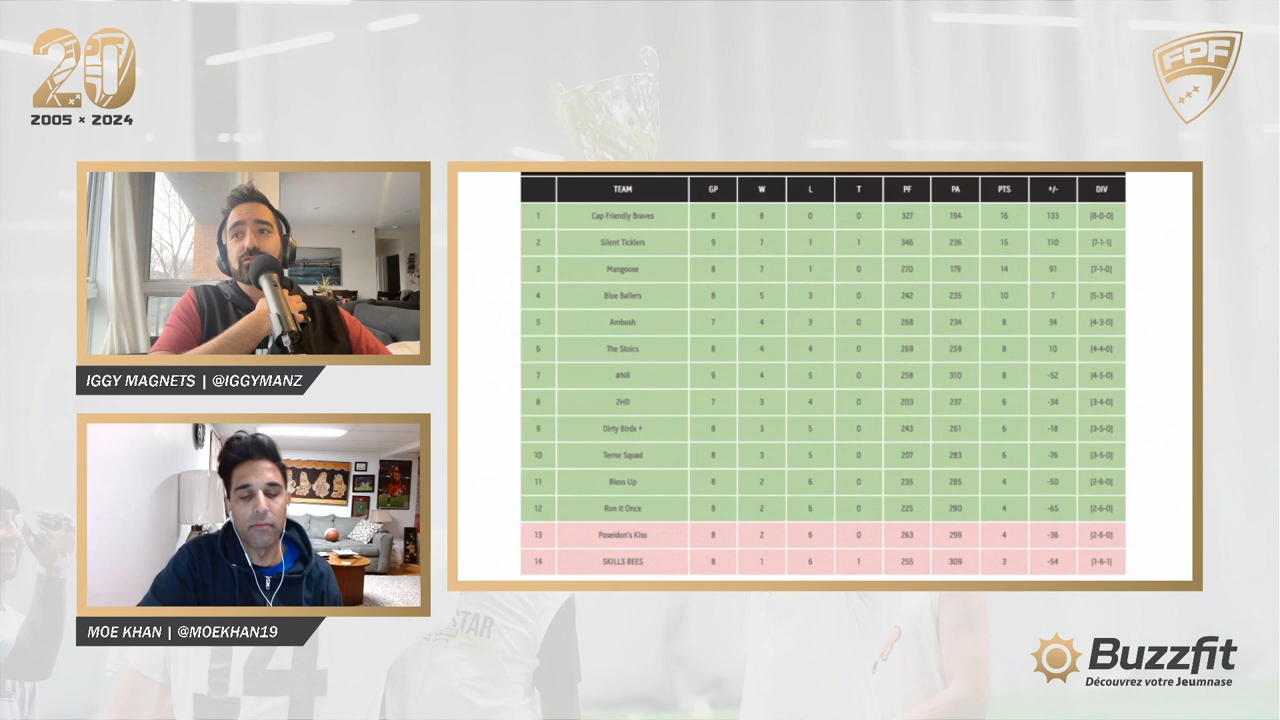 20
2005 × 2024
FPF
IGGY MAGNETS | @IGGYMANZ
MOE KHAN | @MOEKHAN19
TEAM GP W L T PF PA PTS +/- DIV
1 Cap Friendly Braves 8 8 0 0 327 194 16 133 (8-0-0)
2 Silent Ticklers 9 7 1 1 346 236 15 110 (7-1-1)
3 Mangoose 8 7 1 0 270 179 14 91 (7-1-0)
4 Blue Ballers 8 5 3 0 242 235 10 7 (5-3-0)
5 Ambush 7 4 3 0 268 234 8 34 (4-3-0)
6 The Stoics 8 4 4 0 269 259 8 10 (4-4-0)
7 #NR 9 4 5 0 258 310 8 -52 (4-5-0)
8 2HO 7 3 4 0 203 237 6 -34 (3-4-0)
9 Dirty Birds + 8 3 5 0 243 261 6 -18 (3-5-0)
10 Terror Squad 8 3 5 0 207 283 6 -76 (3-5-0)
11 Bless Up 8 2 6 0 235 285 4 -50 (2-6-0)
12 Run it Once 8 2 6 0 225 290 4 -65 (2-6-0)
13 Poseidon's Kiss 8 2 6 0 263 299 4 -36 (2-6-0)
14 SKILLS BEES 8 1 6 1 255 309 3 -54 (1-6-1)
STAR
14
Buzzfit
Découvrez votre Jeumnase